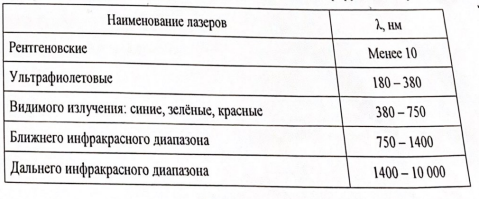 Наименование лазеров λ, нм
Рентгеновские Менее 10
Ультрафиолетовые 180 – 380
Видимого излучения: синие, зелёные, красные 380 – 750
Ближнего инфракрасного диапазона 750 – 1400
Дальнего инфракрасного диапазона 1400 – 10 000